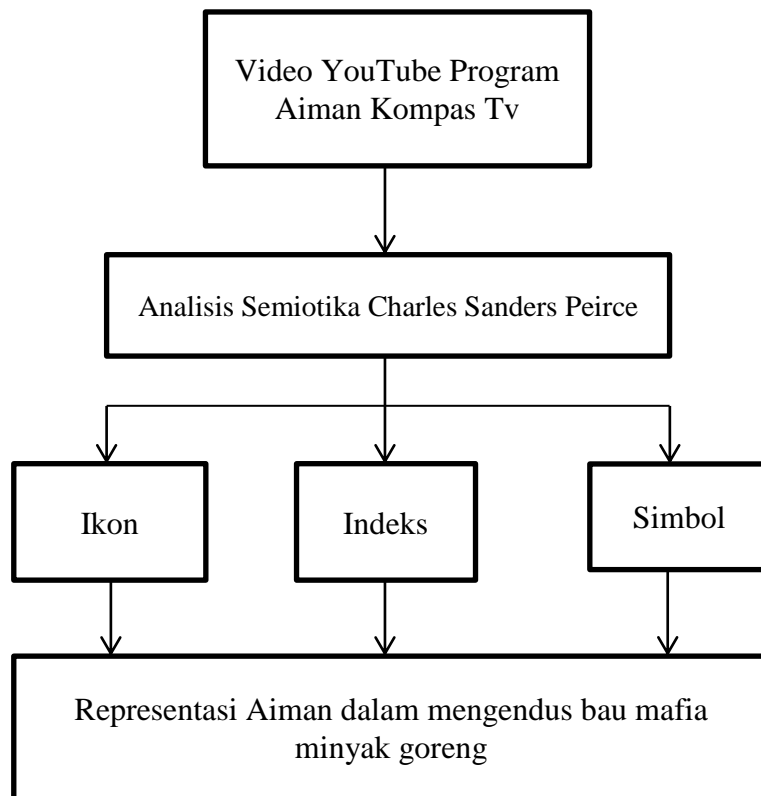 Video YouTube Program
Aiman Kompas Tv
Analisis Semiotika Charles Sanders Peirce
Ikon
Indeks
Simbol
Representasi Aiman dalam mengendus bau mafia
minyak goreng